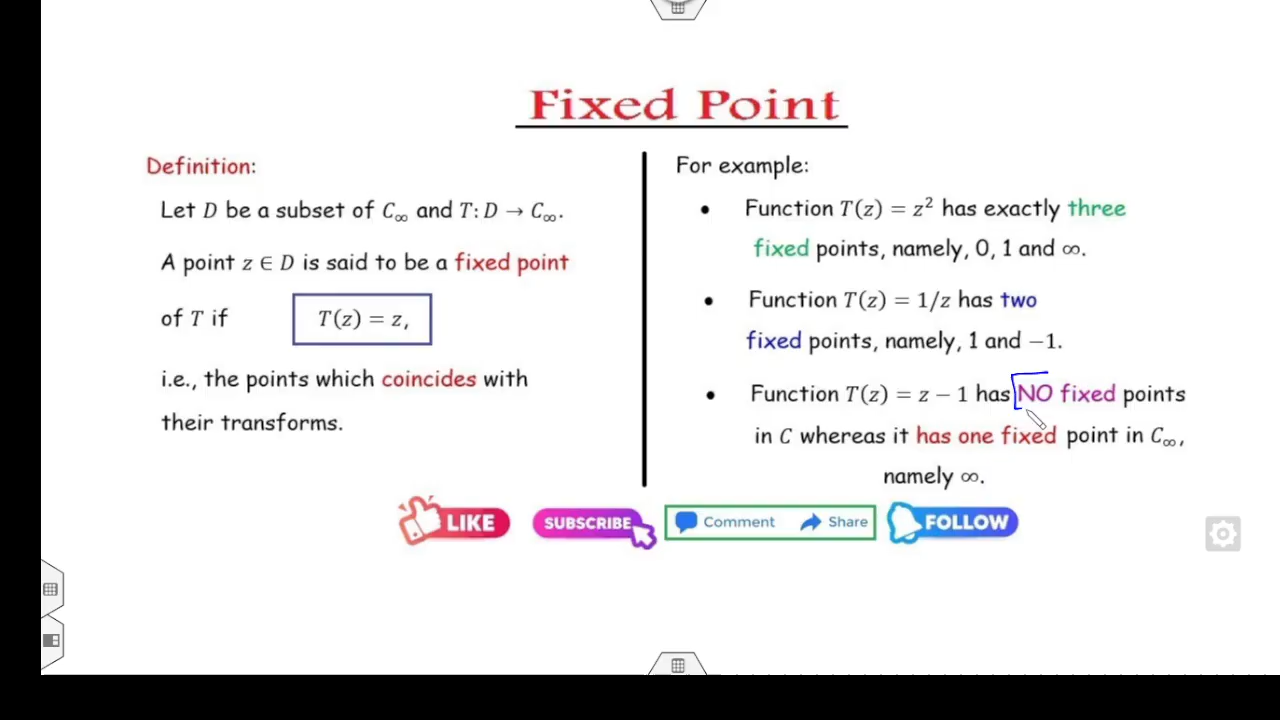 Fixed Point
Definition:
Let D be a subset of C∞ and T: D → C∞.
A point z ∈ D is said to be a fixed point
of T if T(z) = z,
i.e., the points which coincides with
their transforms.
For example:
• Function T(z) = z² has exactly three
fixed points, namely, 0, 1 and ∞.
• Function T(z) = 1/z has two
fixed points, namely, 1 and −1.
• Function T(z) = z − 1 has NO fixed points
in C whereas it has one fixed point in C∞,
namely ∞.
LIKE SUBSCRIBE Comment Share FOLLOW